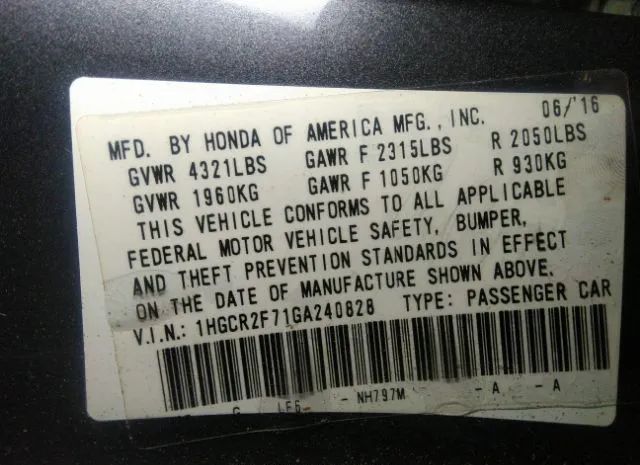 MFD. BY HONDA OF AMERICA MFG., INC. 06/'16
GVWR 4321LBS GAWR F 2315LBS R 2050LBS
GVWR 1960KG GAWR F 1050KG R 930KG
THIS VEHICLE CONFORMS TO ALL APPLICABLE
FEDERAL MOTOR VEHICLE SAFETY, BUMPER,
AND THEFT PREVENTION STANDARDS IN EFFECT
ON THE DATE OF MANUFACTURE SHOWN ABOVE.
V.I.N.: 1HGCR2F71GA240828 TYPE: PASSENGER CAR
- NH797M - A - A